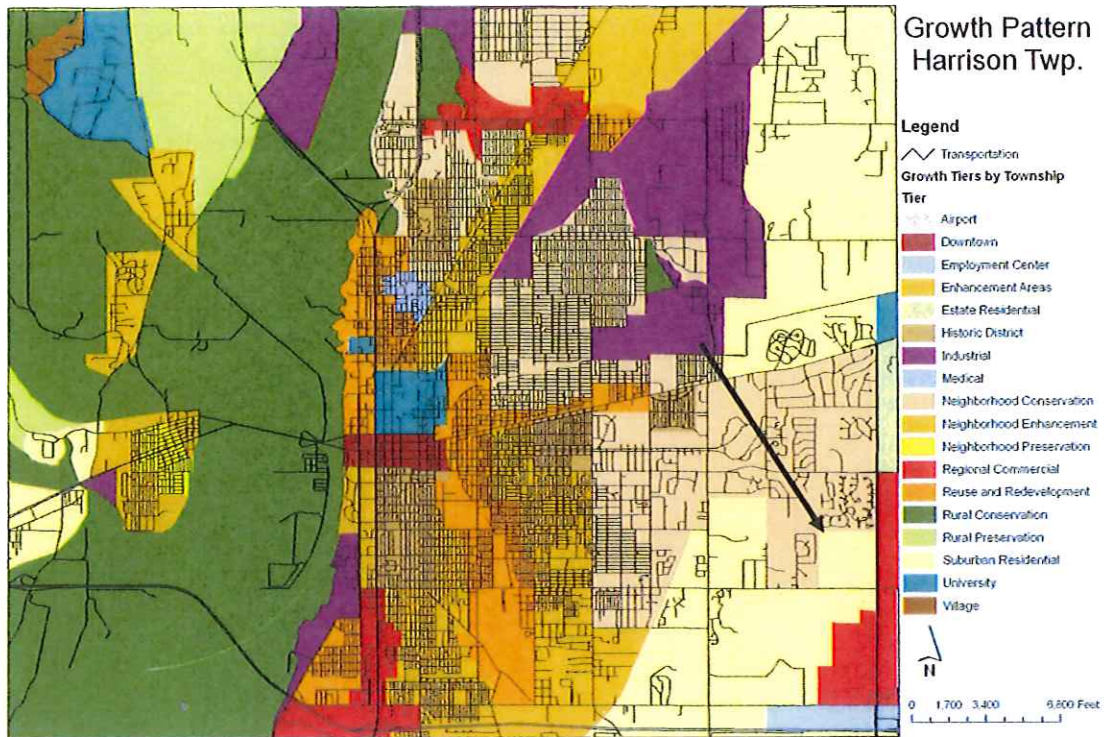 Growth Pattern
Harrison Twp.
Legend
Transportation
Growth Tiers by Township
Tier
Airport
Downtown
Employment Center
Enhancement Areas
Estate Residential
Historic District
Industrial
Medical
Neighborhood Conservation
Neighborhood Enhancement
Neighborhood Preservation
Regional Commercial
Reuse and Redevelopment
Rural Conservation
Rural Preservation
Suburban Residential
University
Village
N
0 1,700 3,400 6,800 Feet